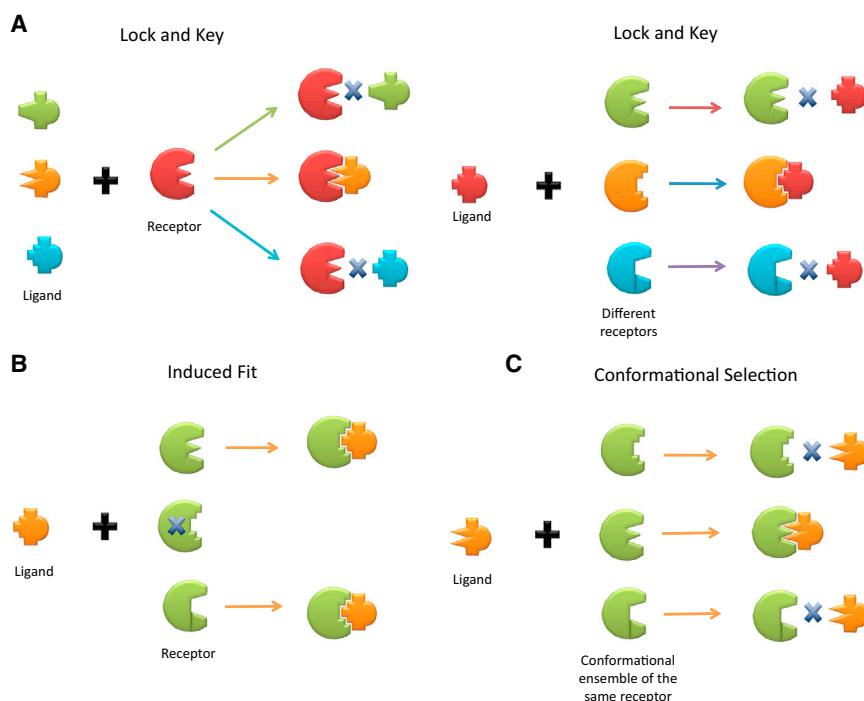 A
Lock and Key
Receptor
Ligand
Lock and Key
Ligand
Different
receptors
B
Induced Fit
Ligand
Receptor
C
Conformational Selection
Ligand
Conformational
ensemble of the
same receptor